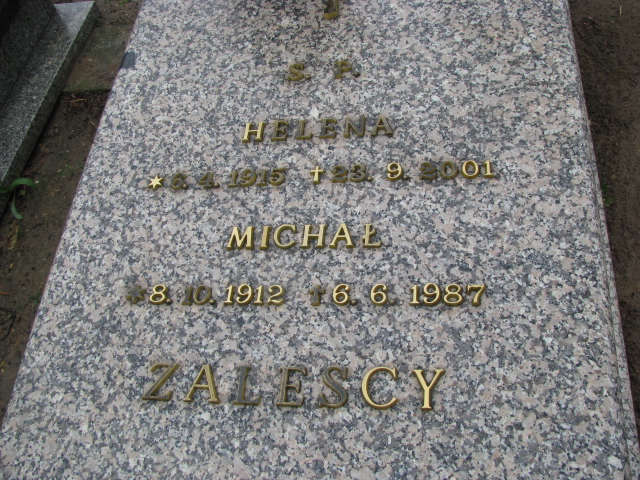 S. P.
HELENA
* 6. 4. 1915 † 23. 9. 2001
MICHAŁ
* 8. 10. 1912 † 6. 6. 1987
ZALESCY